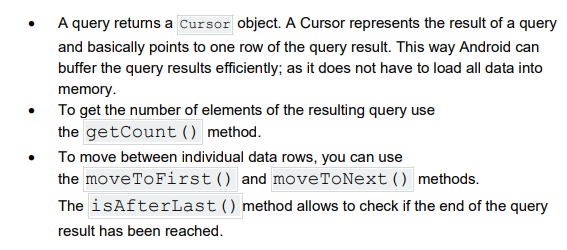 • A query returns a Cursor object. A Cursor represents the result of a query
and basically points to one row of the query result. This way Android can
buffer the query results efficiently; as it does not have to load all data into
memory.
• To get the number of elements of the resulting query use
the getCount() method.
• To move between individual data rows, you can use
the moveToFirst() and moveToNext() methods.
The isAfterLast() method allows to check if the end of the query
result has been reached.